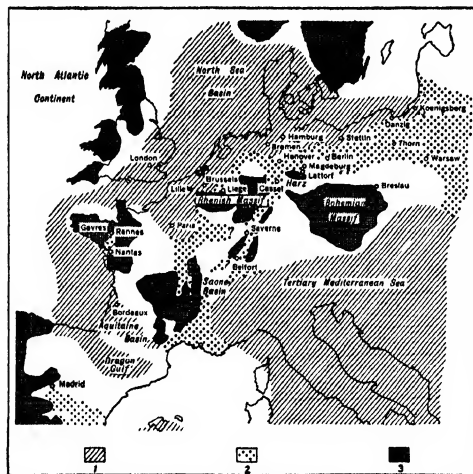 North Atlantic
Continent
North Sea
Basin
Koenigsberg
Danzig
Hamburg
Stettin
Bremen
Thorn
Hanover
Berlin
Warsaw
London
Magdeburg
Brussels
Lattorf
Lille
Liege
Cassel
Harz
Breslau
Rhenish Massif
Bohemian
Massif
Gavres
Rennes
Paris
?
Saverne
Nantes
Belfort
Saone
Basin
Tertiary Mediterranean Sea
Bordeaux
Aquitaine
Basin
Aragon
Gulf
Madrid
?
1
2
3